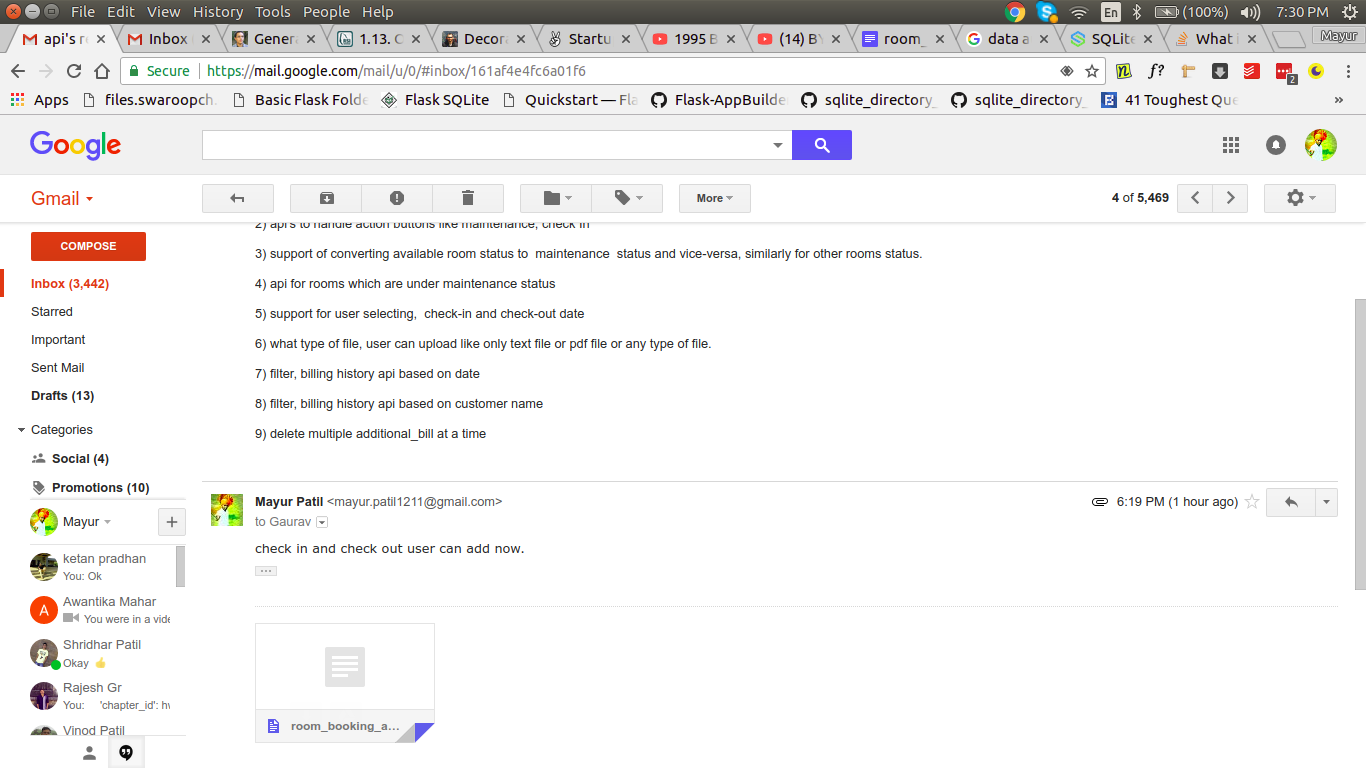 File Edit View History Tools People Help
En (100%) 7:30 PM
api's r Inbox Genera 1.13. C Decora Startu 1995 B (14) BY room_ data a SQLite What i Mayur
Secure https://mail.google.com/mail/u/0/#inbox/161af4e4fc6a01f6 f? 2
Apps files.swaroopch. Basic Flask Folde Flask SQLite Quickstart — Fla Flask-AppBuilde sqlite_directory_ sqlite_directory_ 41 Toughest Que »
Google
Gmail More 4 of 5,469
COMPOSE
Inbox (3,442)
Starred
Important
Sent Mail
Drafts (13)
Categories
Social (4)
Promotions (10)
Mayur
ketan pradhan
You: Ok
A Awantika Mahar
You were in a vide
Shridhar Patil
Okay 👍
Rajesh Gr
You: 'chapter_id': hv
Vinod Patil
2) api's to handle action buttons like maintenance, check in
3) support of converting available room status to maintenance status and vice-versa, similarly for other rooms status.
4) api for rooms which are under maintenance status
5) support for user selecting, check-in and check-out date
6) what type of file, user can upload like only text file or pdf file or any type of file.
7) filter, billing history api based on date
8) filter, billing history api based on customer name
9) delete multiple additional_bill at a time
Mayur Patil <mayur.patil1211@gmail.com> 6:19 PM (1 hour ago)
to Gaurav
check in and check out user can add now.
room_booking_a...